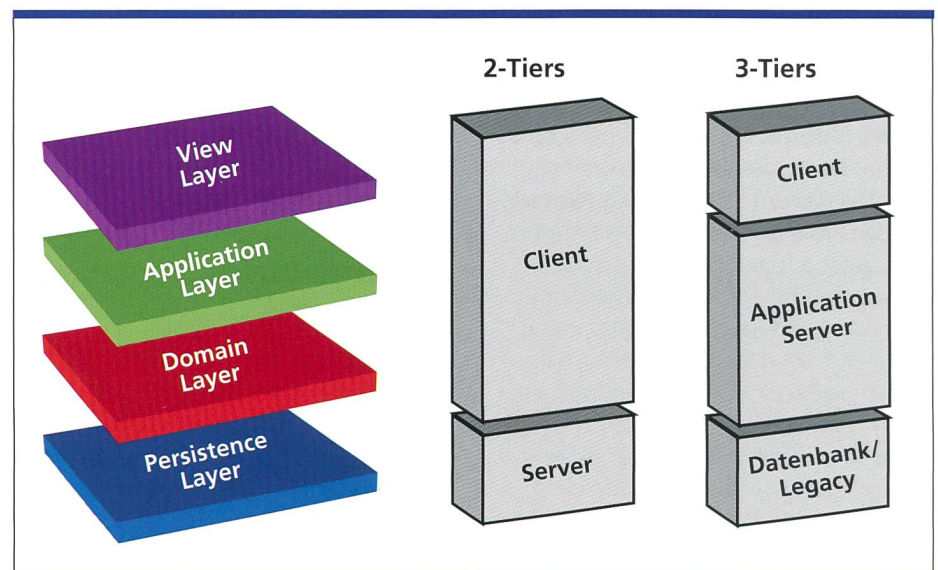 2-Tiers
3-Tiers
View
Layer
Application
Layer
Domain
Layer
Persistence
Layer
Client
Server
Client
Application
Server
Datenbank/
Legacy